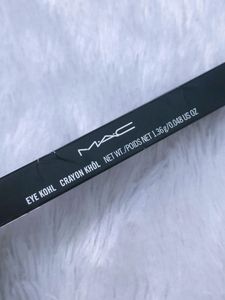 MAC
EYE KOHL CRAYON KHÔL NET WT./POIDS NET 1.36g/0.048 US OZ